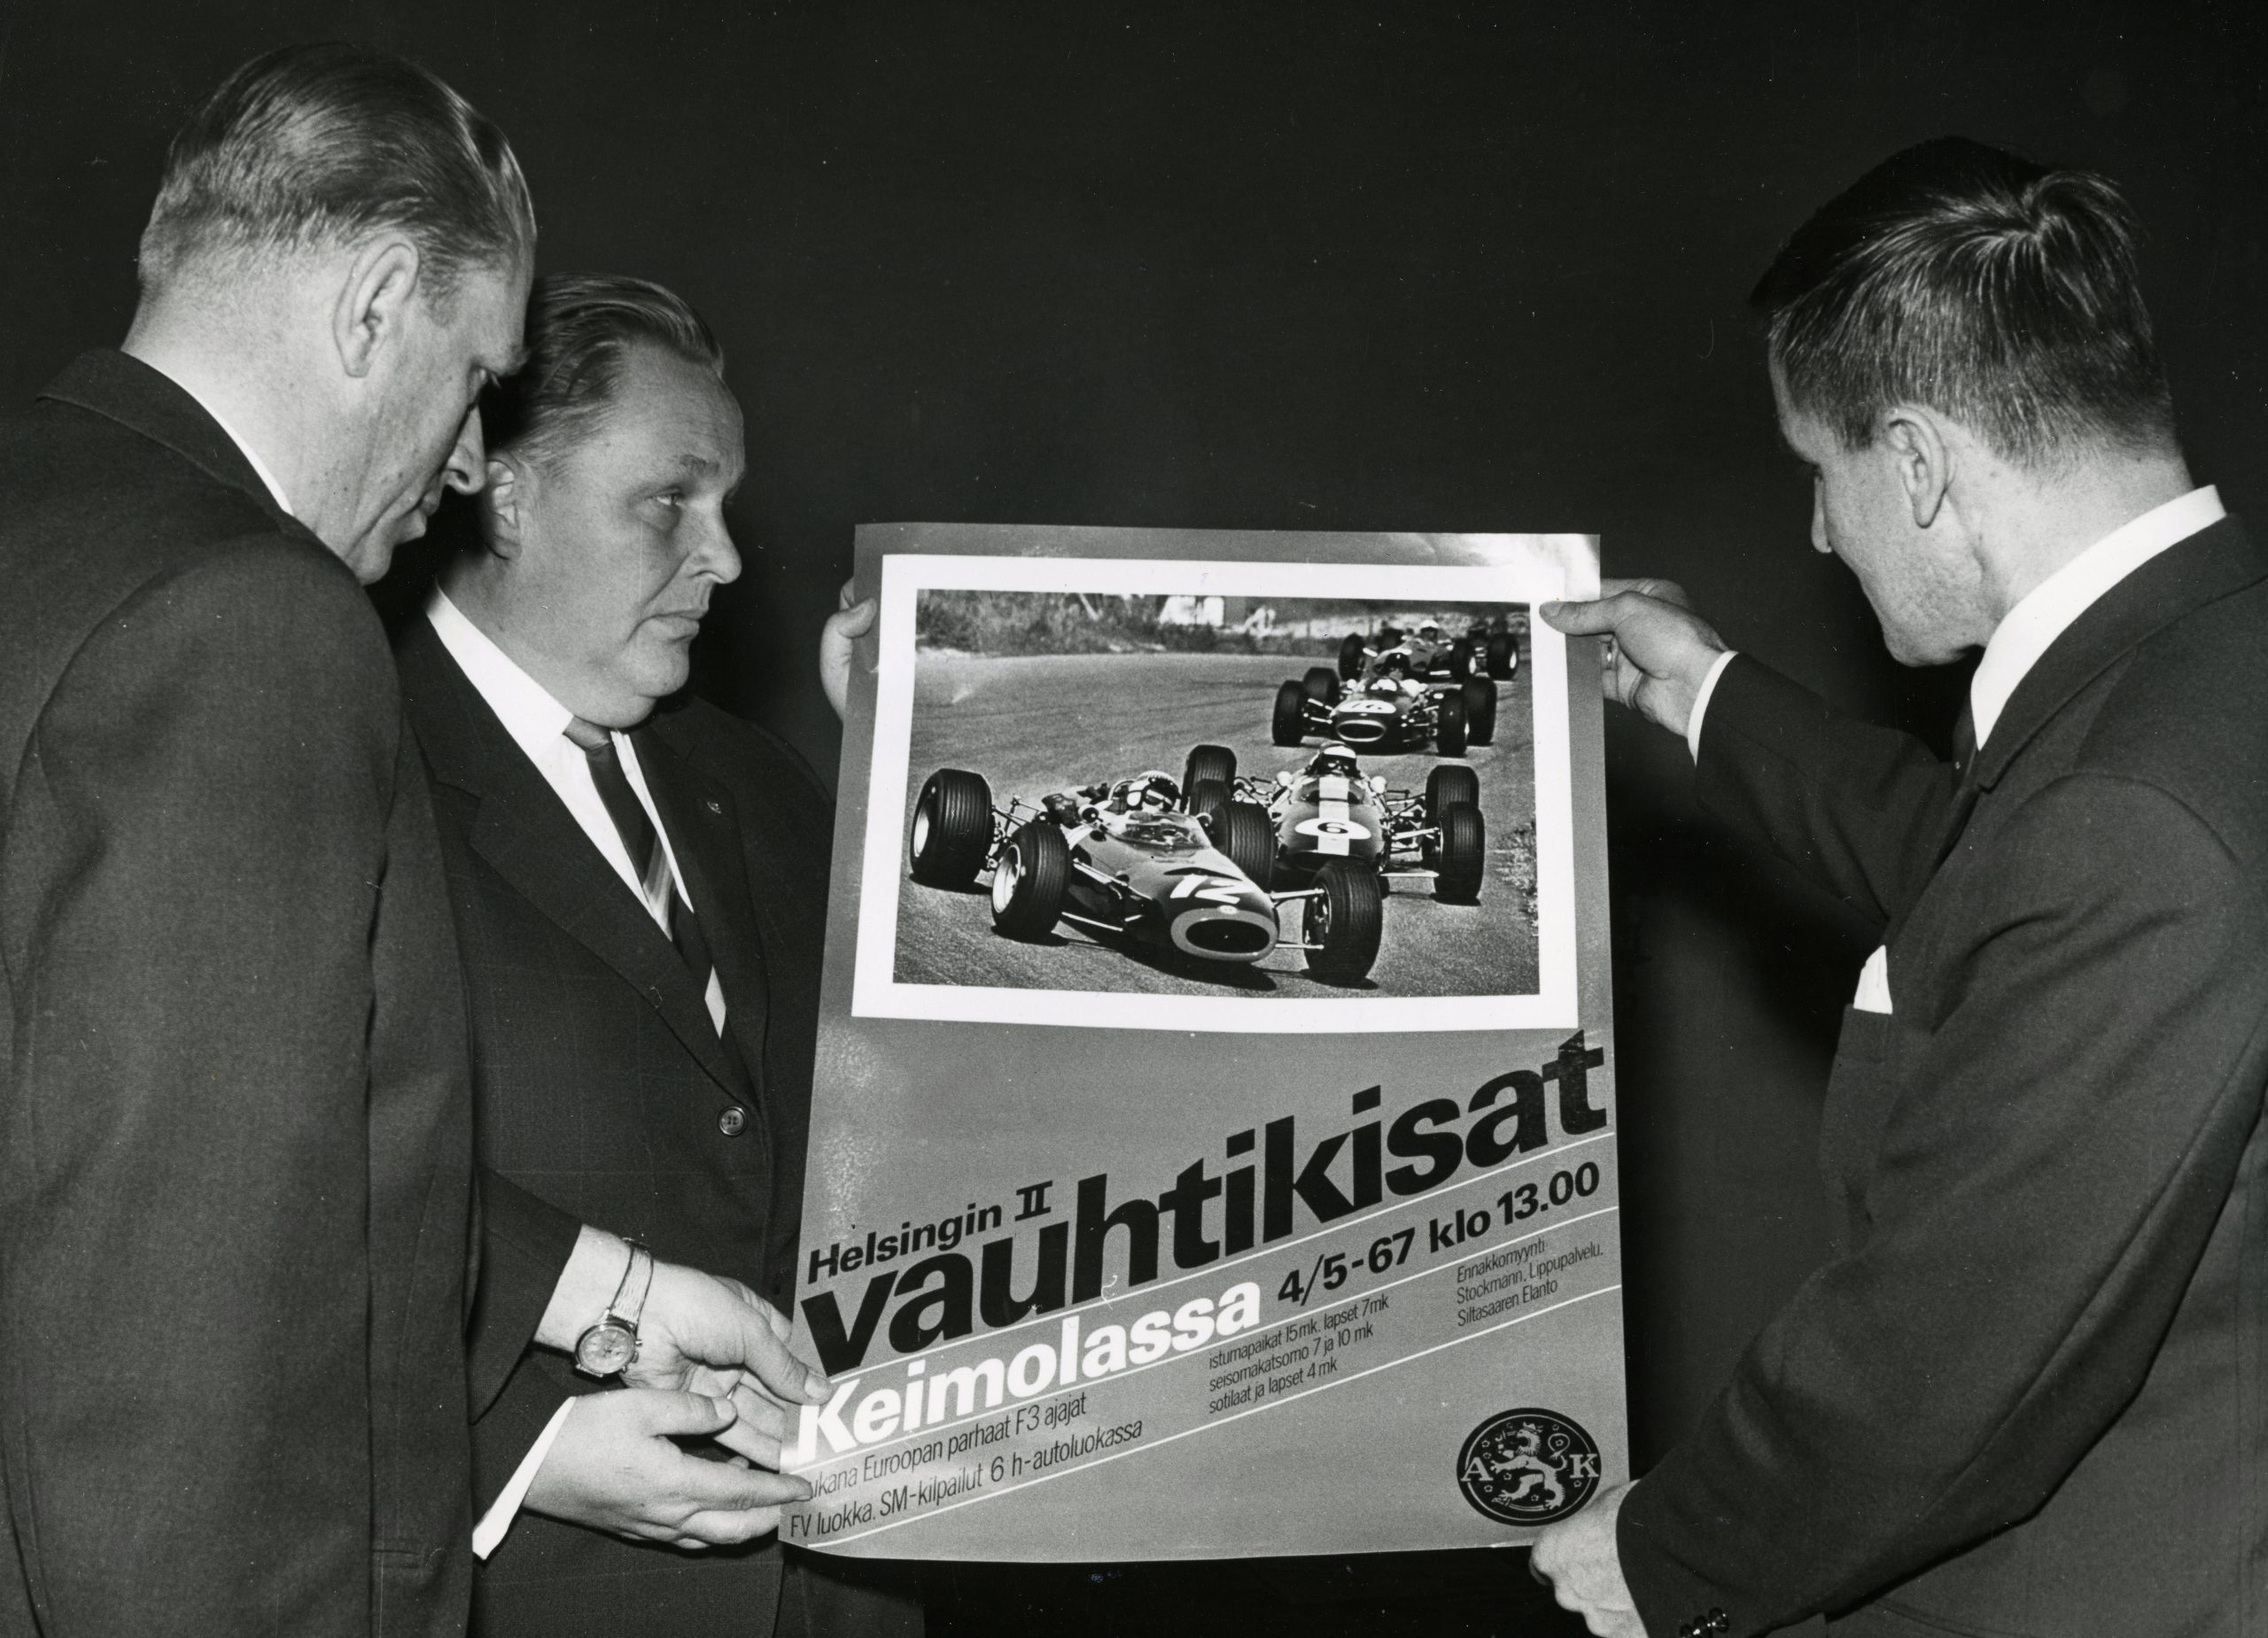 12
6
Helsingin II
vauhtikisat
Keimolassa 4/5-67 klo 13.00
Euroopan parhaat F3 ajajat
FV luokka. SM-kilpailut 6 h-autoluokassa
istumapaikat 15 mk. lapset 7mk
seisomakatsomo 7 ja 10 mk
sotilaat ja lapset 4 mk
Ennakkomyynti:
Stockmann. Lippupalvelu.
Siltasaaren Elanto
A K